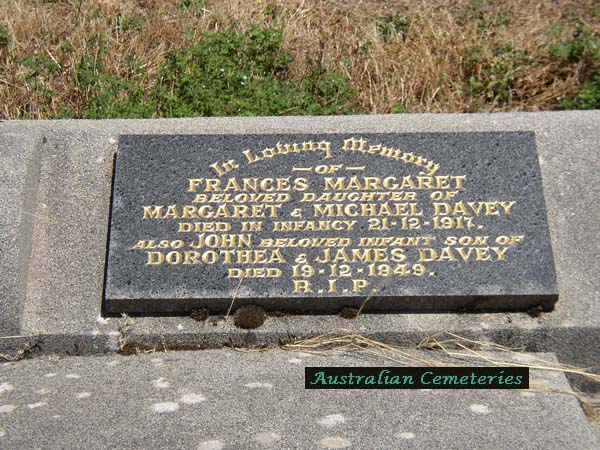 In Loving Memory
— OF —
FRANCES MARGARET
BELOVED DAUGHTER OF
MARGARET & MICHAEL DAVEY
DIED IN INFANCY 21-12-1917.
ALSO JOHN BELOVED INFANT SON OF
DOROTHEA & JAMES DAVEY
DIED 19-12-1949.
R.I.P.
Australian Cemeteries